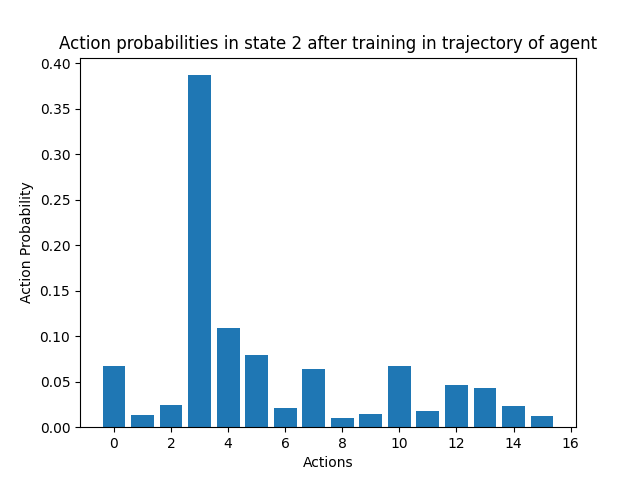 Action probabilities in state 2 after training in trajectory of agent
0.40
0.35
0.30
0.25
0.20
0.15
0.10
0.05
0.00
Action Probability
0 2 4 6 8 10 12 14 16
Actions